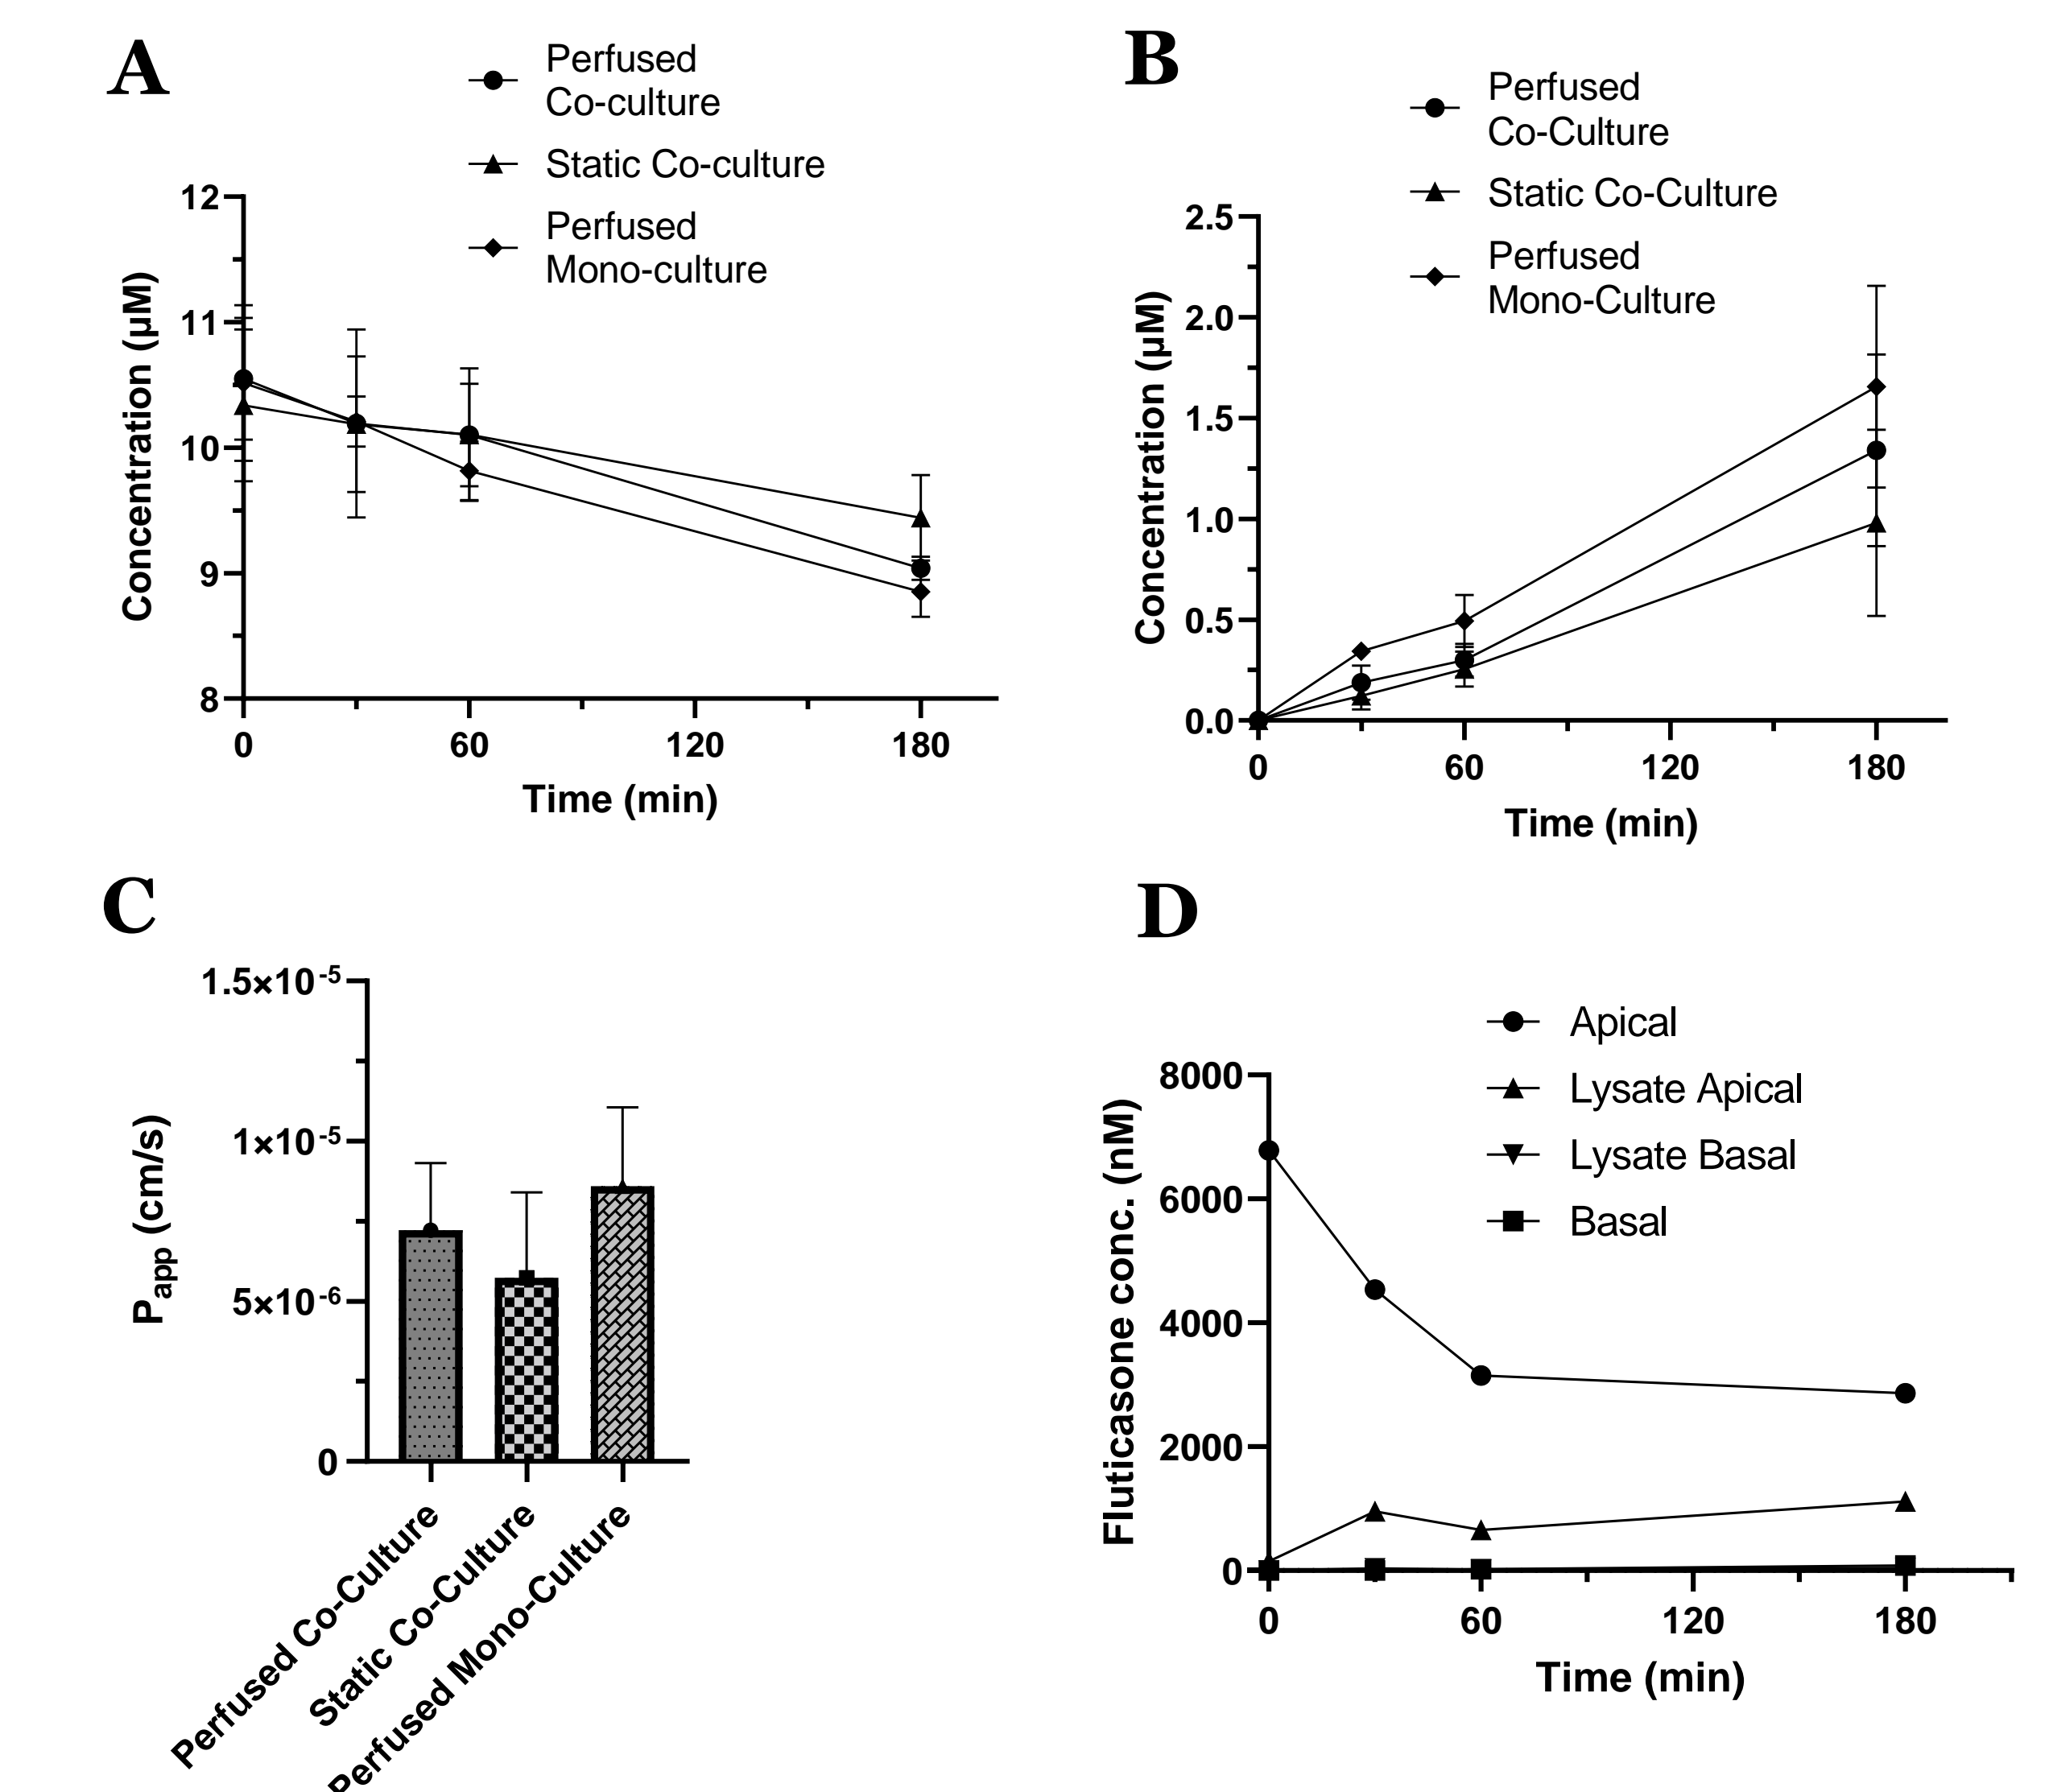 A
Perfused
Co-culture
Static Co-culture
Perfused
Mono-culture
12
11
10
9
8
Concentration (µM)
0 60 120 180
Time (min)
B
Perfused
Co-Culture
Static Co-Culture
Perfused
Mono-Culture
2.5
2.0
1.5
1.0
0.5
0.0
Concentration (µM)
0 60 120 180
Time (min)
C
1.5×10-5
1×10-5
5×10-6
0
Papp (cm/s)
Perfused Co-Culture
Static Co-Culture
Perfused Mono-Culture
D
Apical
Lysate Apical
Lysate Basal
Basal
8000
6000
4000
2000
0
Fluticasone conc. (nM)
0 60 120 180
Time (min)